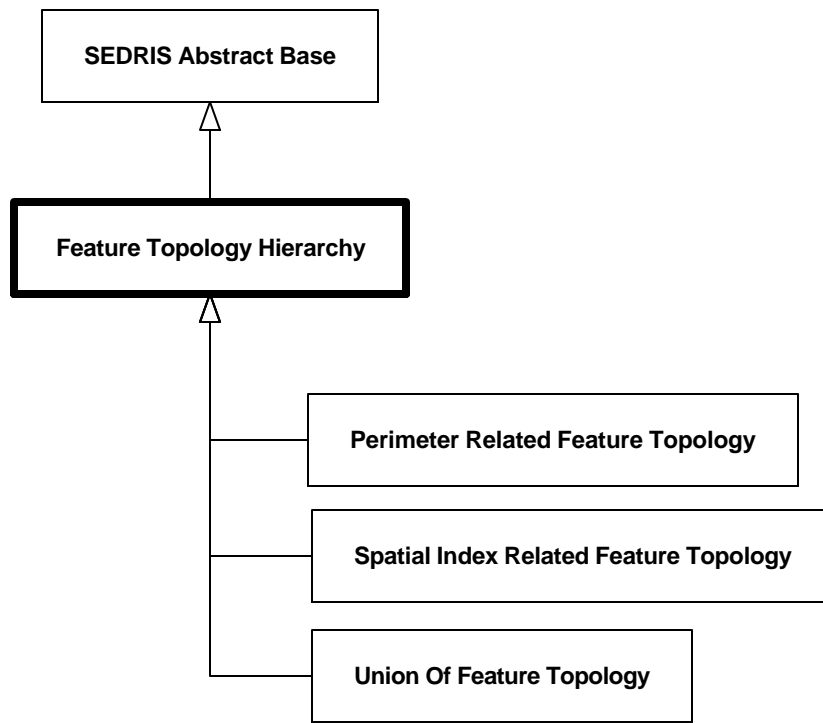 SEDRIS Abstract Base
Feature Topology Hierarchy
Perimeter Related Feature Topology
Spatial Index Related Feature Topology
Union Of Feature Topology